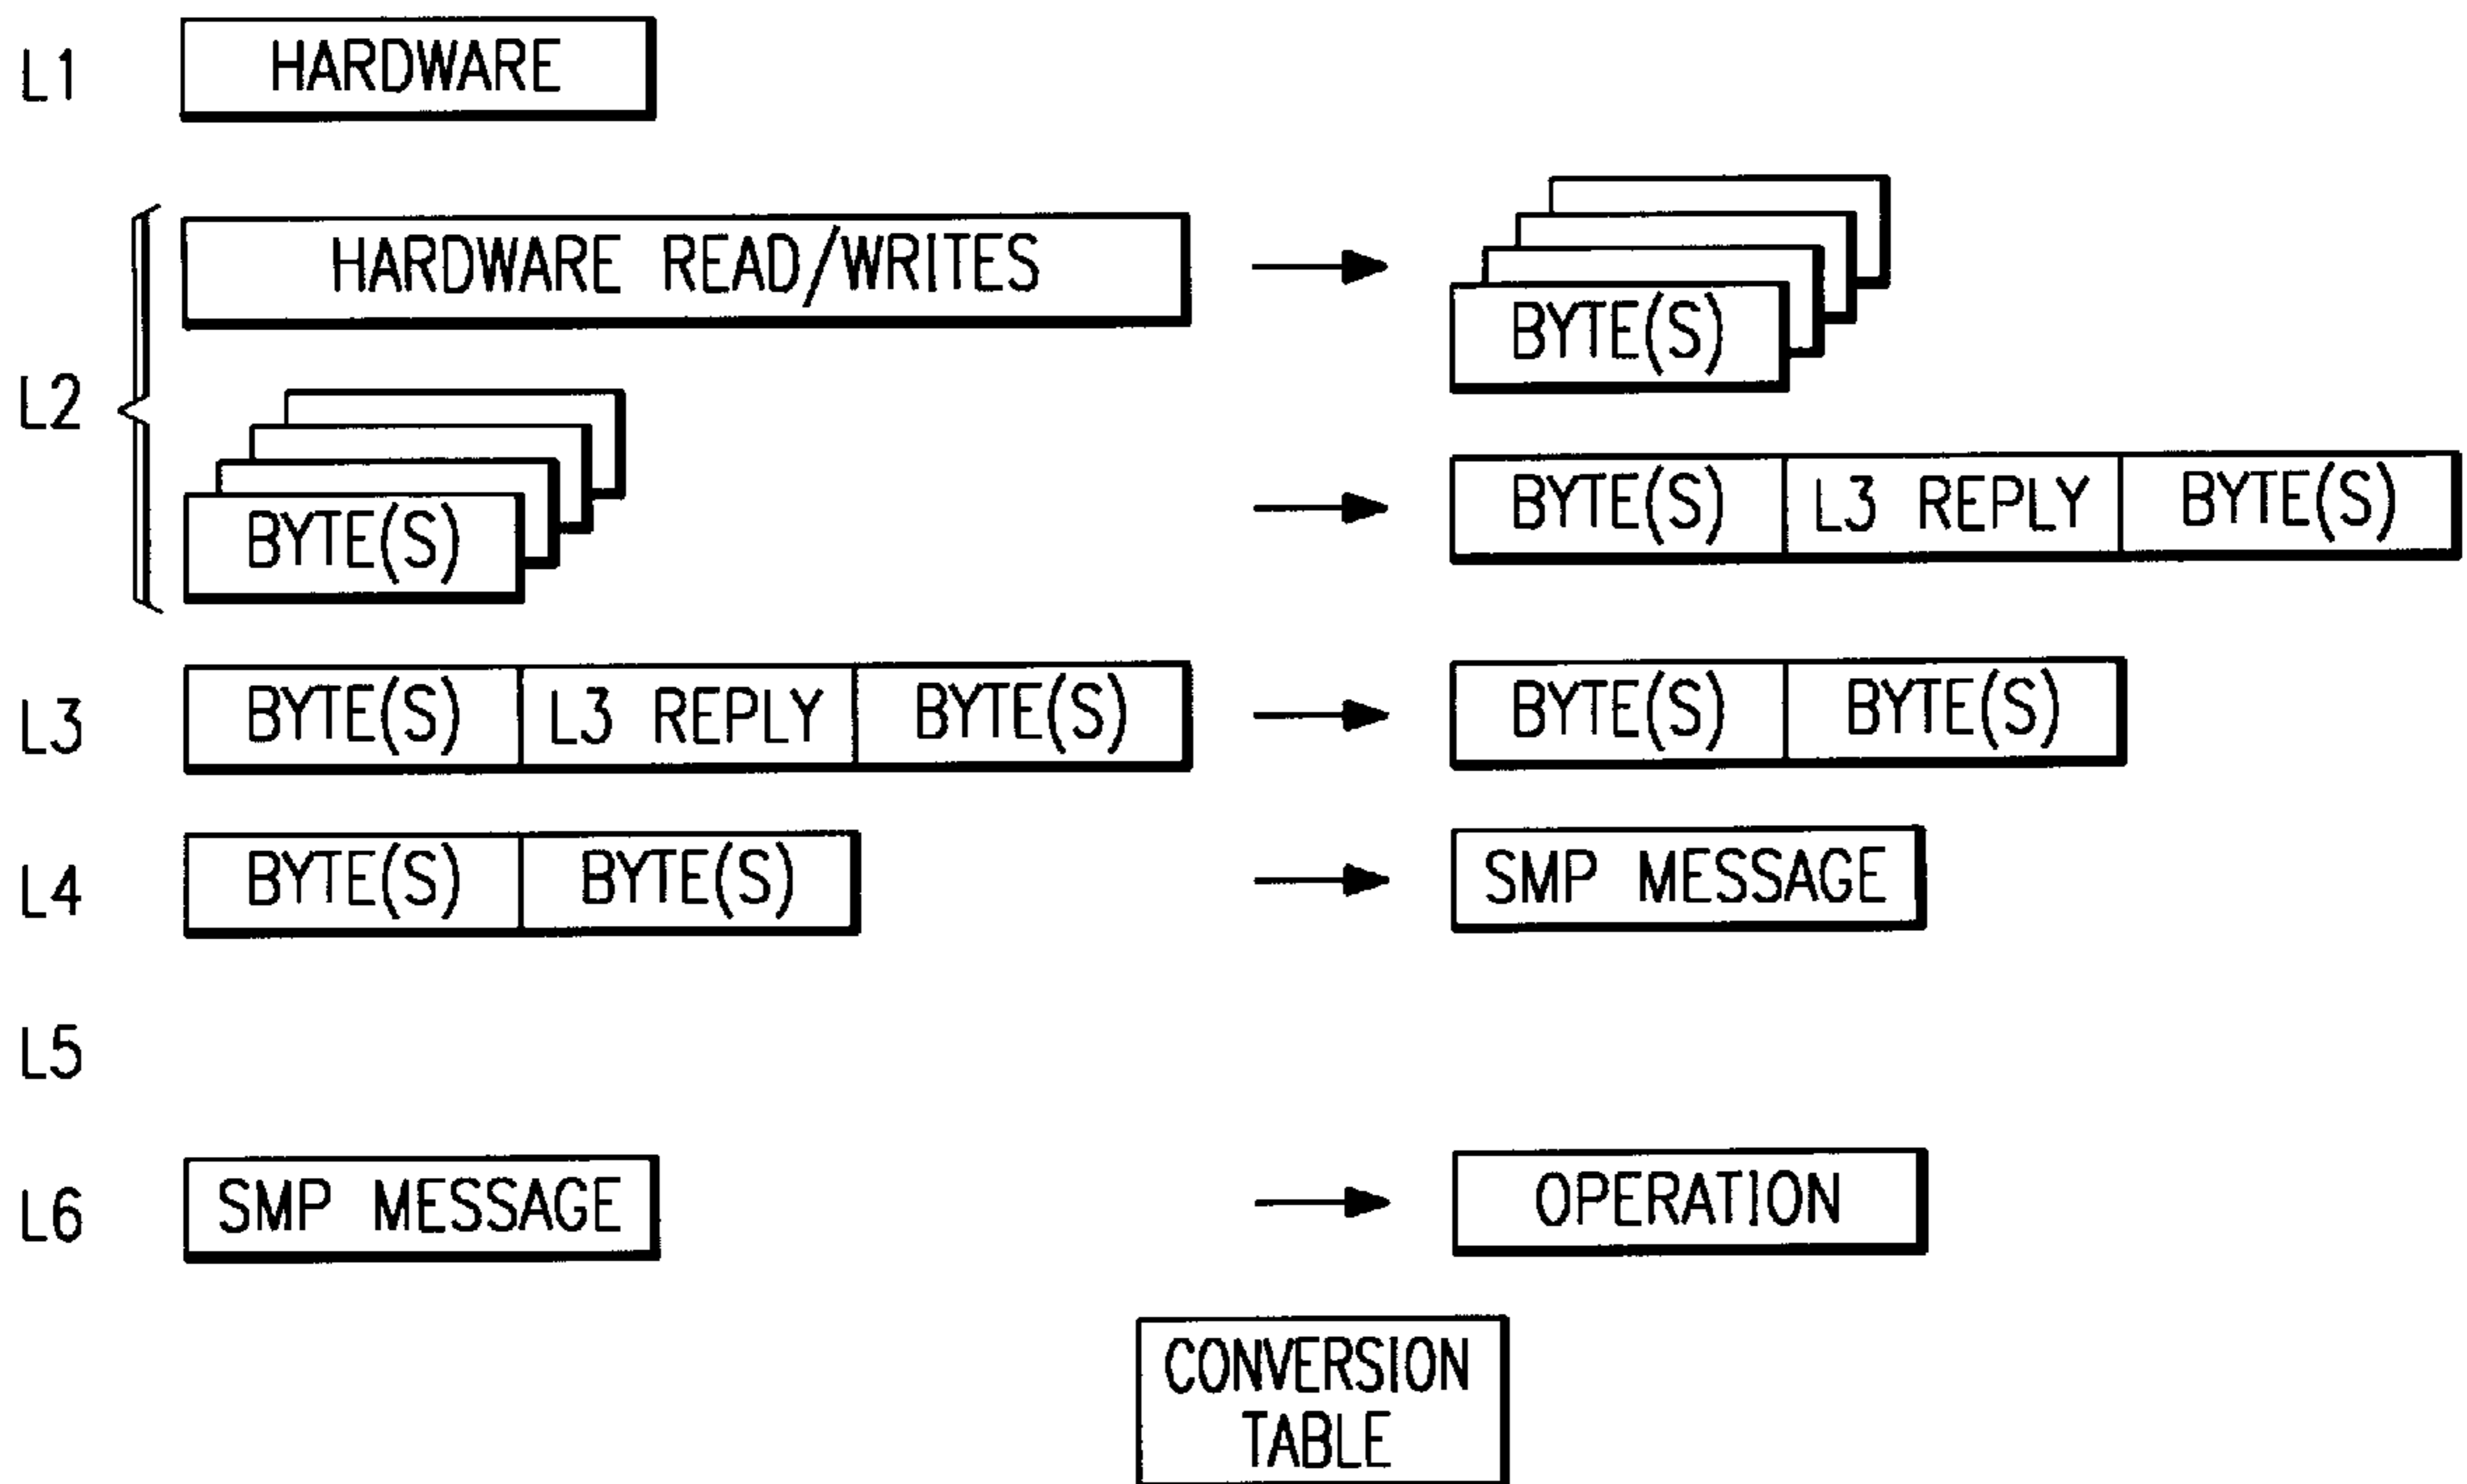 L1 HARDWARE
HARDWARE READ/WRITES BYTE(S)
L2
BYTE(S) BYTE(S) L3 REPLY BYTE(S)
L3 BYTE(S) L3 REPLY BYTE(S) BYTE(S) BYTE(S)
L4 BYTE(S) BYTE(S) SMP MESSAGE
L5
L6 SMP MESSAGE OPERATION
CONVERSION
TABLE